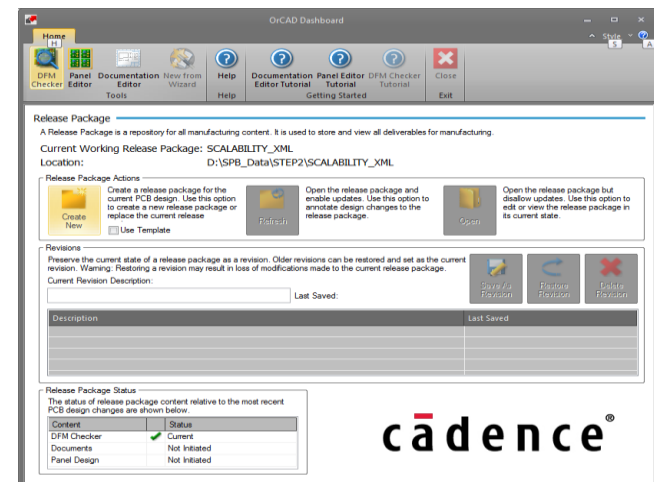 OrCAD Dashboard
Home
H
Style
S
A
DFM Checker
Panel Editor
Documentation Editor
New from Wizard
Help
Documentation Editor Tutorial
Panel Editor Tutorial
DFM Checker Tutorial
Close
Tools
Help
Getting Started
Exit
Release Package
A Release Package is a repository for all manufacturing content. It is used to store and view all deliverables for manufacturing.
Current Working Release Package: SCALABILITY_XML
Location: D:\SPB_Data\STEP2\SCALABILITY_XML
Release Package Actions
Create New
Create a release package for the
current PCB design. Use this option
to create a new release package or
replace the current release
Use Template
Refresh
Open the release package and
enable updates. Use this option to
annotate design changes to the
release package.
Open
Open the release package but
disallow updates. Use this option to
edit or view the release package in
its current state.
Revisions
Preserve the current state of a release package as a revision. Older revisions can be restored and set as the current
revision. Warning: Restoring a revision may result in loss of modifications made to the current release package.
Current Revision Description:
Last Saved:
Save As Revision
Restore Revision
Delete Revision
Description Last Saved
Release Package Status
The status of release package content relative to the most recent
PCB design changes are shown below.
Content Status
DFM Checker Current
Documents Not Initiated
Panel Design Not Initiated
cādence®